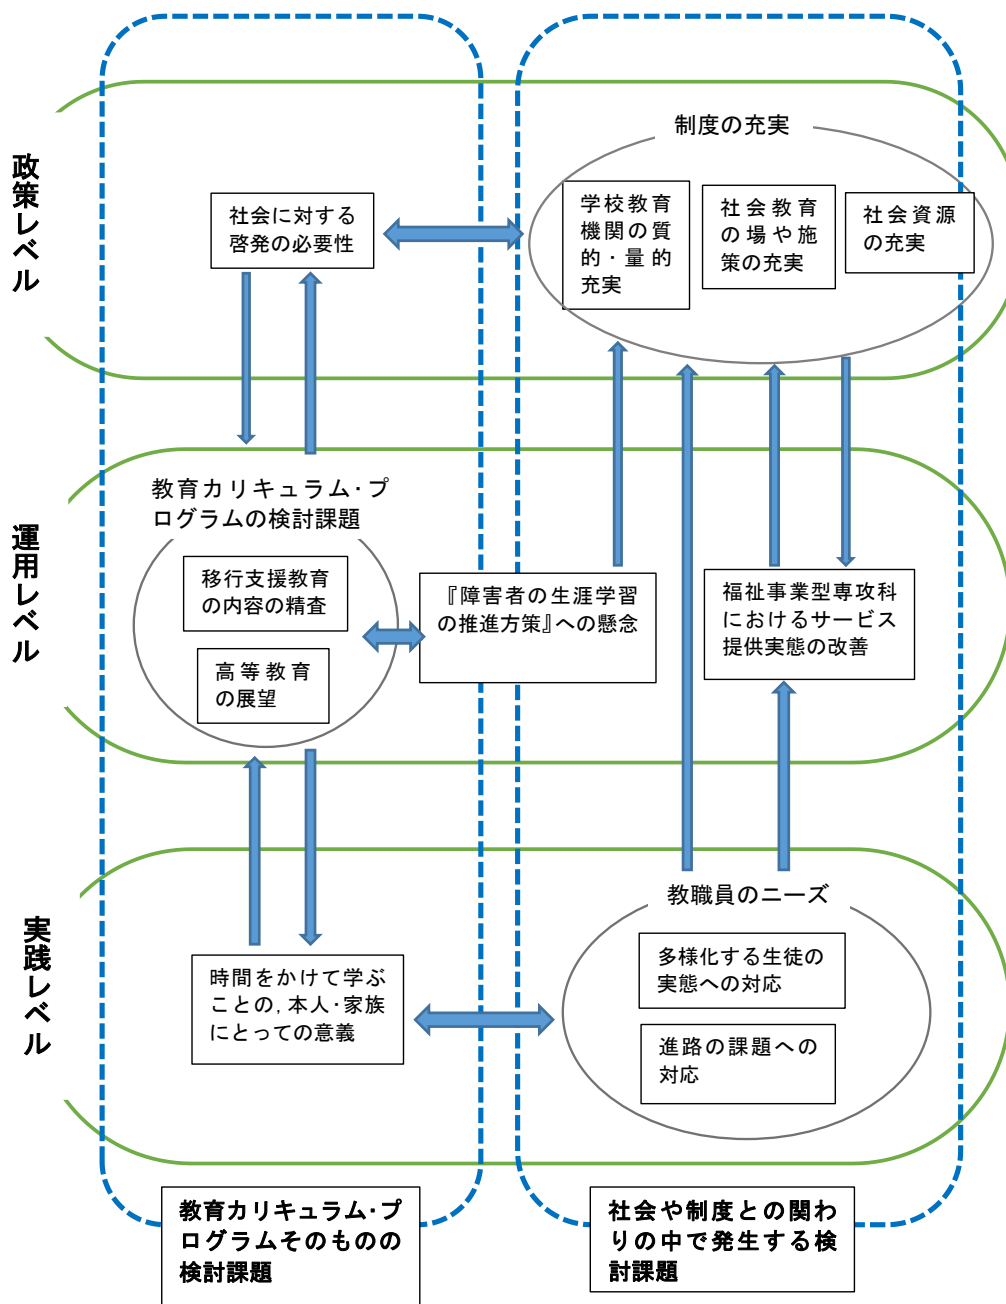 政策レベル
制度の充実
社会に対する
啓発の必要性
学校教育
機関の質
的・量的
充実
社会教育
の場や施
策の充実
社会資源
の充実
運用レベル
教育カリキュラム・プ
ログラムの検討課題
移行支援教育
の内容の精査
高等教育
の展望
『障害者の生涯学習
の推進方策』への懸念
福祉事業型専攻科
におけるサービス
提供実態の改善
実践レベル
時間をかけて学ぶ
ことの,本人・家族
にとっての意義
教職員のニーズ
多様化する生徒の
実態への対応
進路の課題への
対応
教育カリキュラム・プ
ログラムそのものの
検討課題
社会や制度との関わ
りの中で発生する検
討課題